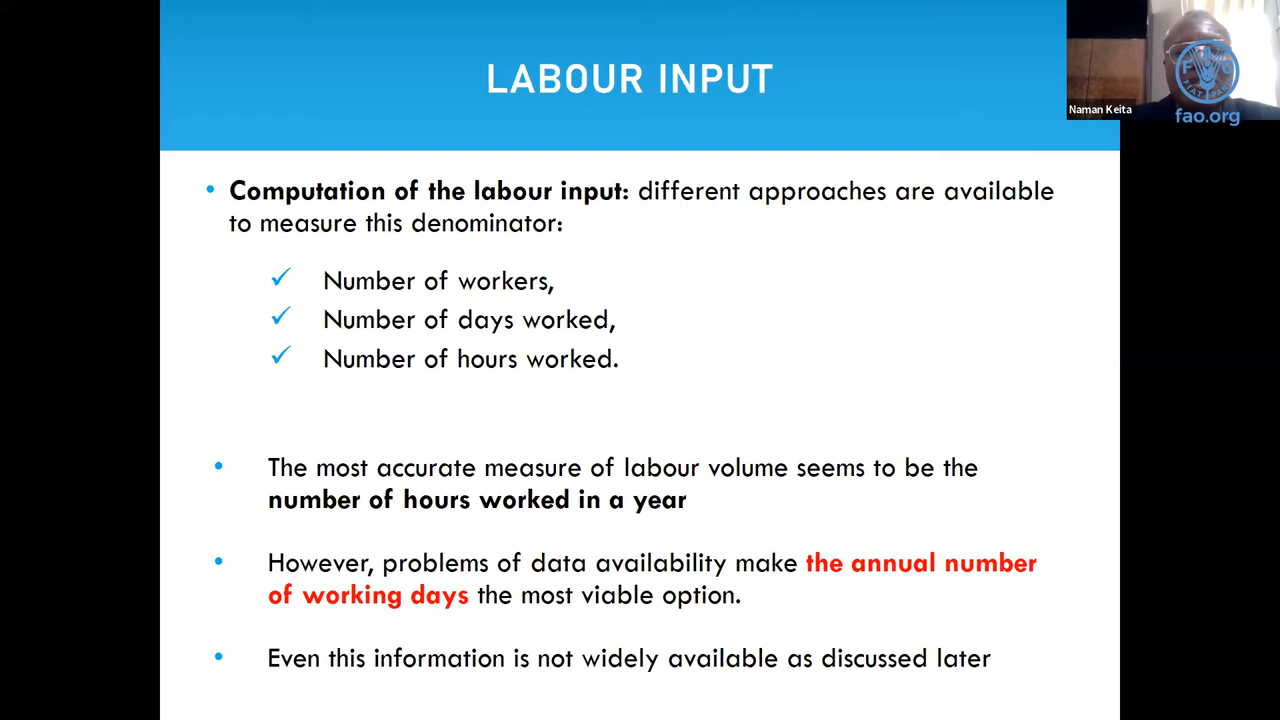 LABOUR INPUT
Naman Keita
fao.org
• Computation of the labour input: different approaches are available
to measure this denominator:
✓ Number of workers,
✓ Number of days worked,
✓ Number of hours worked.
• The most accurate measure of labour volume seems to be the
number of hours worked in a year
• However, problems of data availability make the annual number
of working days the most viable option.
• Even this information is not widely available as discussed later